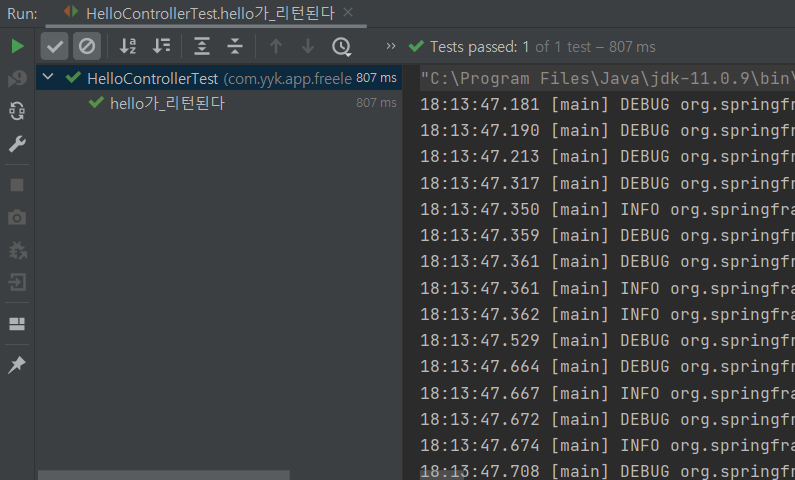 Run: HelloControllerTest.hello가_리턴된다
Tests passed: 1 of 1 test – 807 ms
HelloControllerTest (com.yyk.app.freele 807 ms
hello가_리턴된다 807 ms
"C:\Program Files\Java\jdk-11.0.9\bin\
18:13:47.181 [main] DEBUG org.springfr
18:13:47.190 [main] DEBUG org.springfr
18:13:47.213 [main] DEBUG org.springfr
18:13:47.317 [main] DEBUG org.springfr
18:13:47.350 [main] INFO org.springfra
18:13:47.359 [main] DEBUG org.springfr
18:13:47.361 [main] DEBUG org.springfr
18:13:47.361 [main] INFO org.springfra
18:13:47.362 [main] INFO org.springfra
18:13:47.529 [main] DEBUG org.springfr
18:13:47.664 [main] DEBUG org.springfr
18:13:47.667 [main] INFO org.springfra
18:13:47.672 [main] DEBUG org.springfr
18:13:47.674 [main] INFO org.springfra
18:13:47.708 [main] DEBUG org.springfr